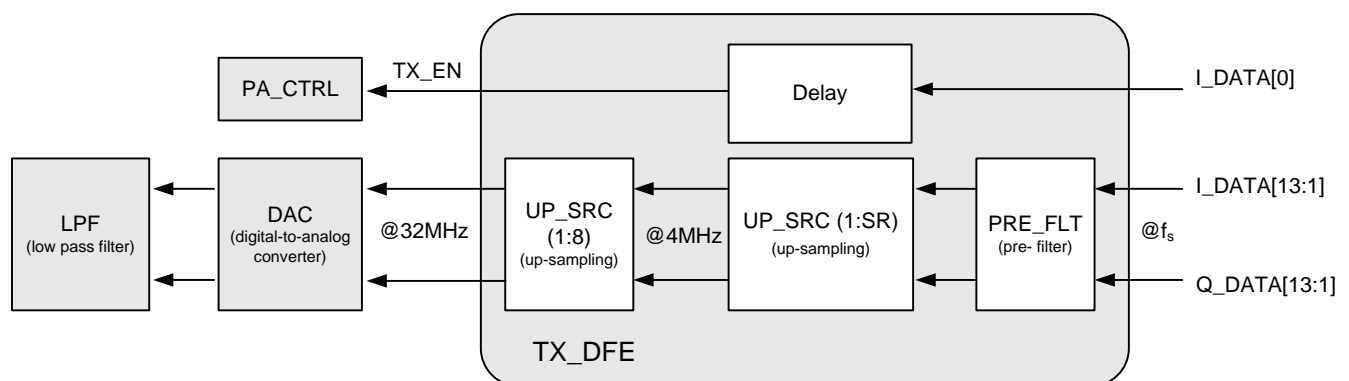 TX_EN
PA_CTRL
Delay
I_DATA[0]
LPF
(low pass filter)
DAC
(digital-to-analog
converter)
@32MHz
UP_SRC
(1:8)
(up-sampling)
@4MHz
UP_SRC (1:SR)
(up-sampling)
PRE_FLT
(pre- filter)
I_DATA[13:1]
@fs
Q_DATA[13:1]
TX_DFE